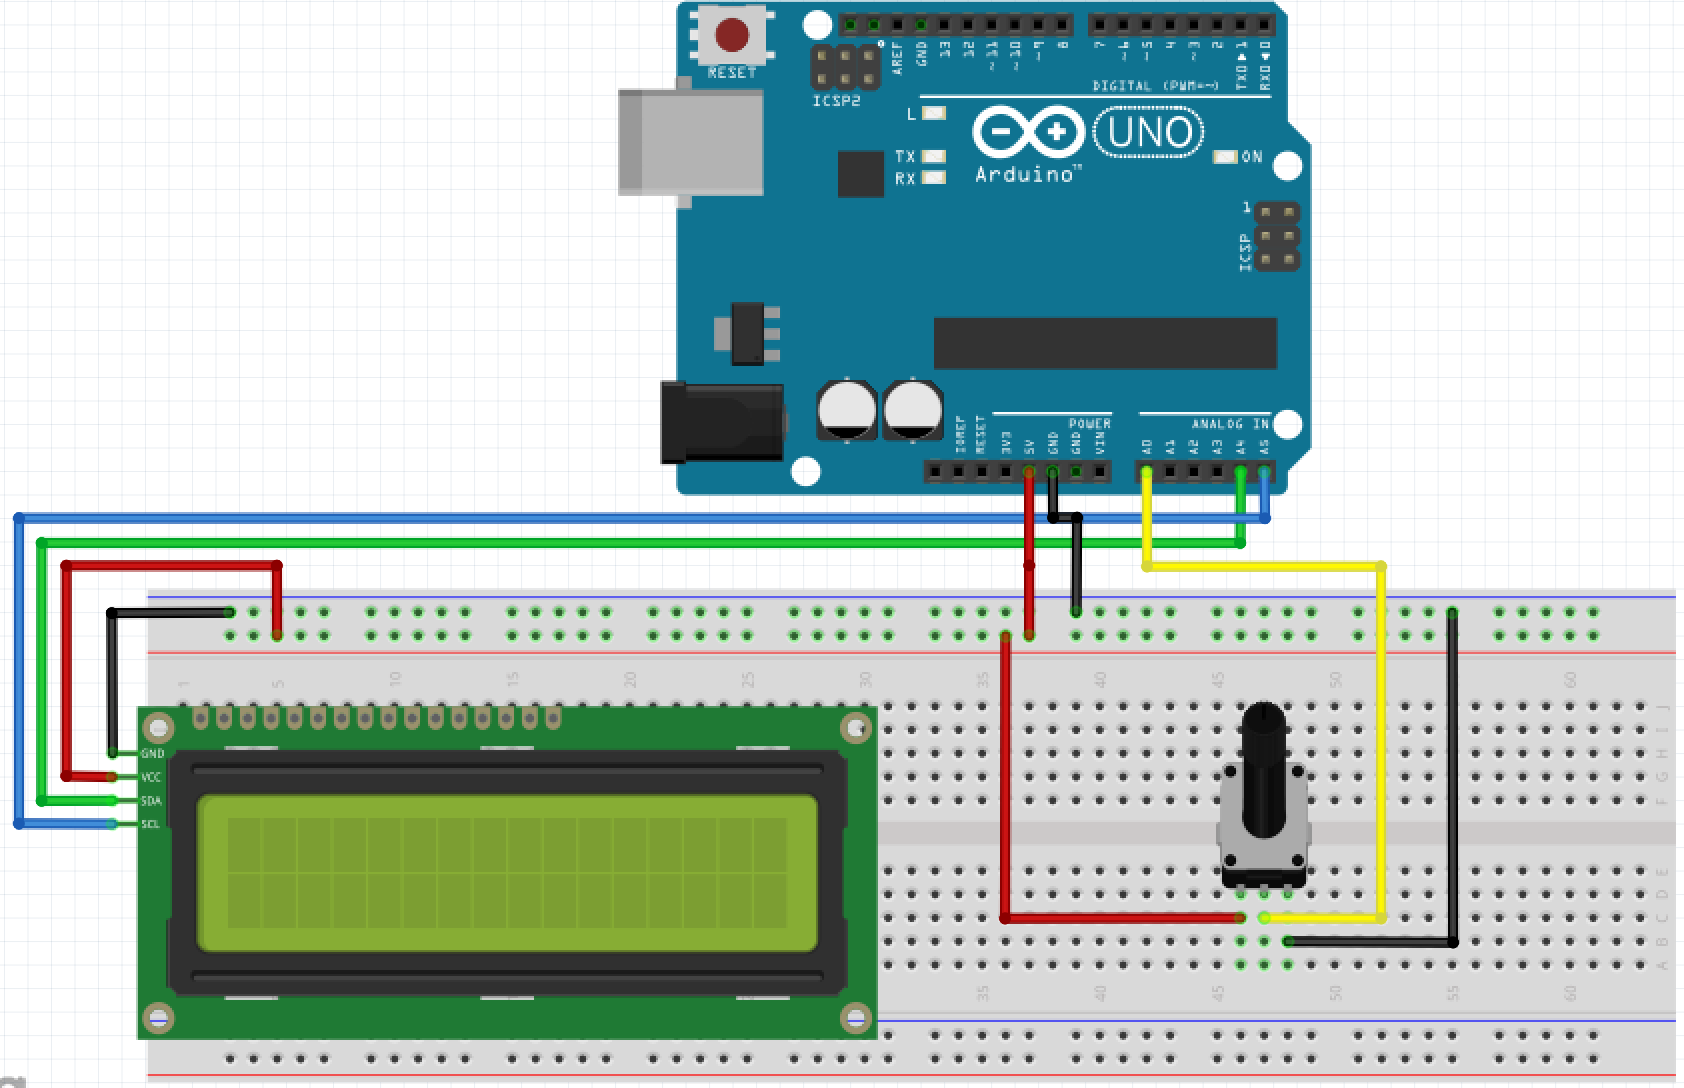 RESET
ICSP2
AREF
GND
13
12
~11
~10
~9
8
7
~6
~5
4
~3
2
TX0▶1
RX0◀0
DIGITAL (PWM=~)
L
TX
RX
UNO
ON
Arduino™
1
ICSP
POWER
ANALOG IN
IOREF
RESET
3V3
5V
GND
GND
VIN
A0
A1
A2
A3
A4
A5
1
5
10
15
20
25
30
35
40
45
50
60
J
I
H
G
F
GND
VCC
SDA
SCL
E
D
C
B
A
35
40
45
50
55
60